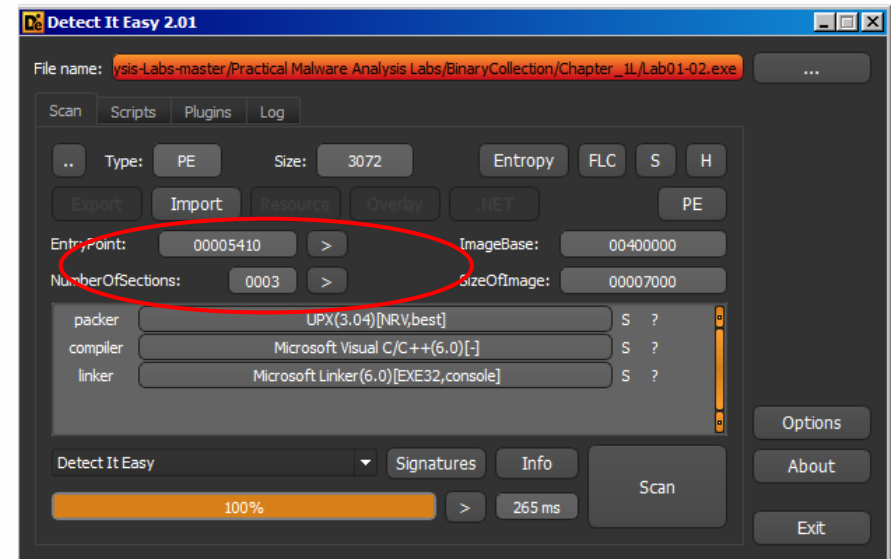 Detect It Easy 2.01
File name: ysis-Labs-master/Practical Malware Analysis Labs/BinaryCollection/Chapter_1L/Lab01-02.exe ...
Scan Scripts Plugins Log
.. Type: PE Size: 3072 Entropy FLC S H
Export Import Resource Overlay .NET PE
EntryPoint: 00005410 > ImageBase: 00400000
NumberOfSections: 0003 > SizeOfImage: 00007000
packer UPX(3.04)[NRV,best] S ?
compiler Microsoft Visual C/C++(6.0)[-] S ?
linker Microsoft Linker(6.0)[EXE32,console] S ?
Options
Detect It Easy Signatures Info About
Scan
100% > 265 ms
Exit